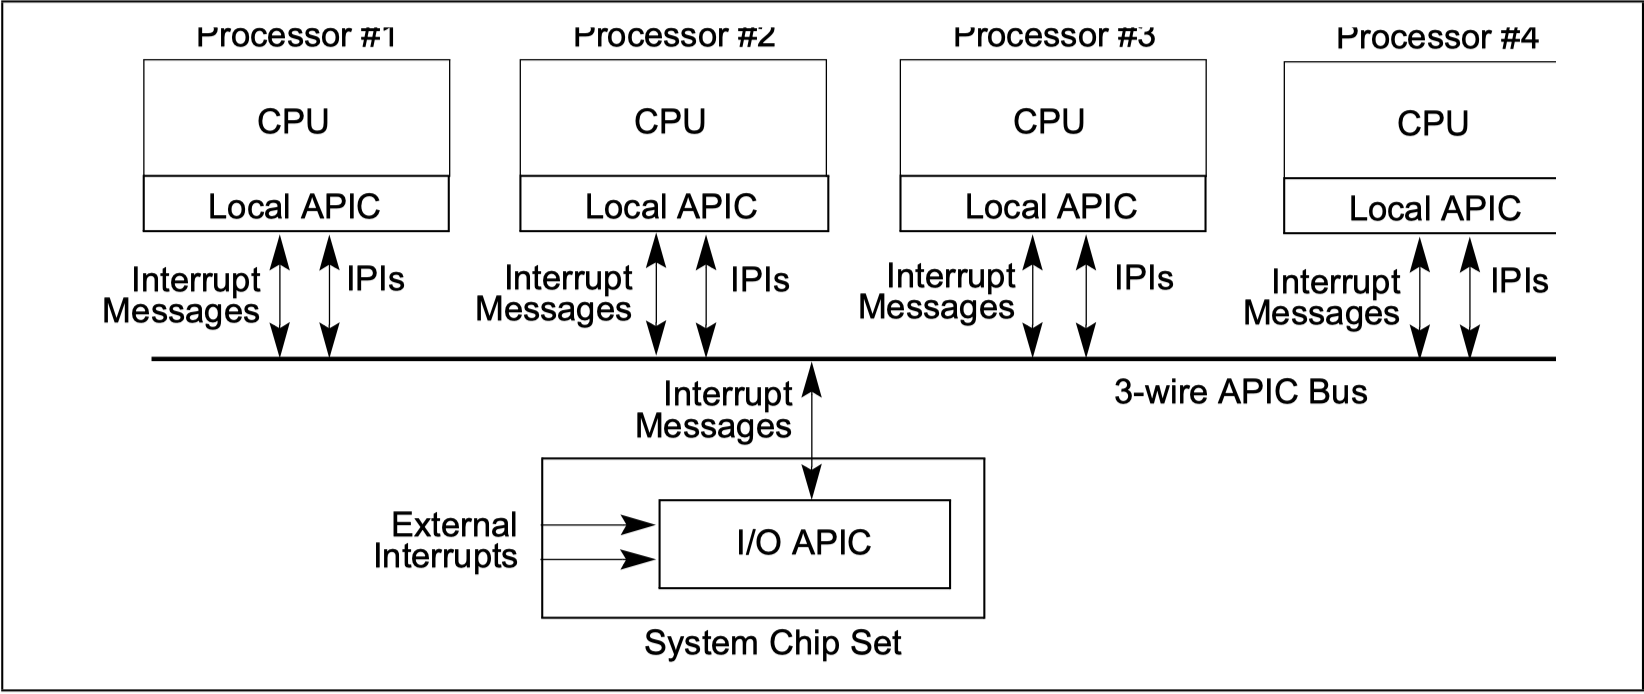 Processor #1 Processor #2 Processor #3 Processor #4
CPU CPU CPU CPU
Local APIC Local APIC Local APIC Local APIC
Interrupt
Messages
IPIs
Interrupt
Messages
IPIs
Interrupt
Messages
IPIs
Interrupt
Messages
IPIs
Interrupt
Messages
3-wire APIC Bus
External
Interrupts
I/O APIC
System Chip Set